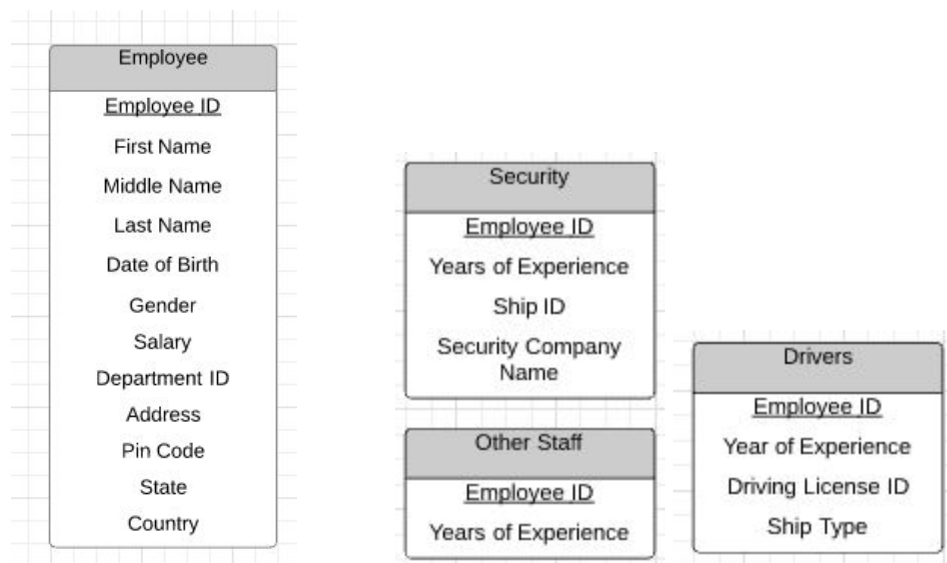 Employee
Employee ID
First Name
Middle Name
Last Name
Date of Birth
Gender
Salary
Department ID
Address
Pin Code
State
Country
Security
Employee ID
Years of Experience
Ship ID
Security Company
Name
Other Staff
Employee ID
Years of Experience
Drivers
Employee ID
Year of Experience
Driving License ID
Ship Type